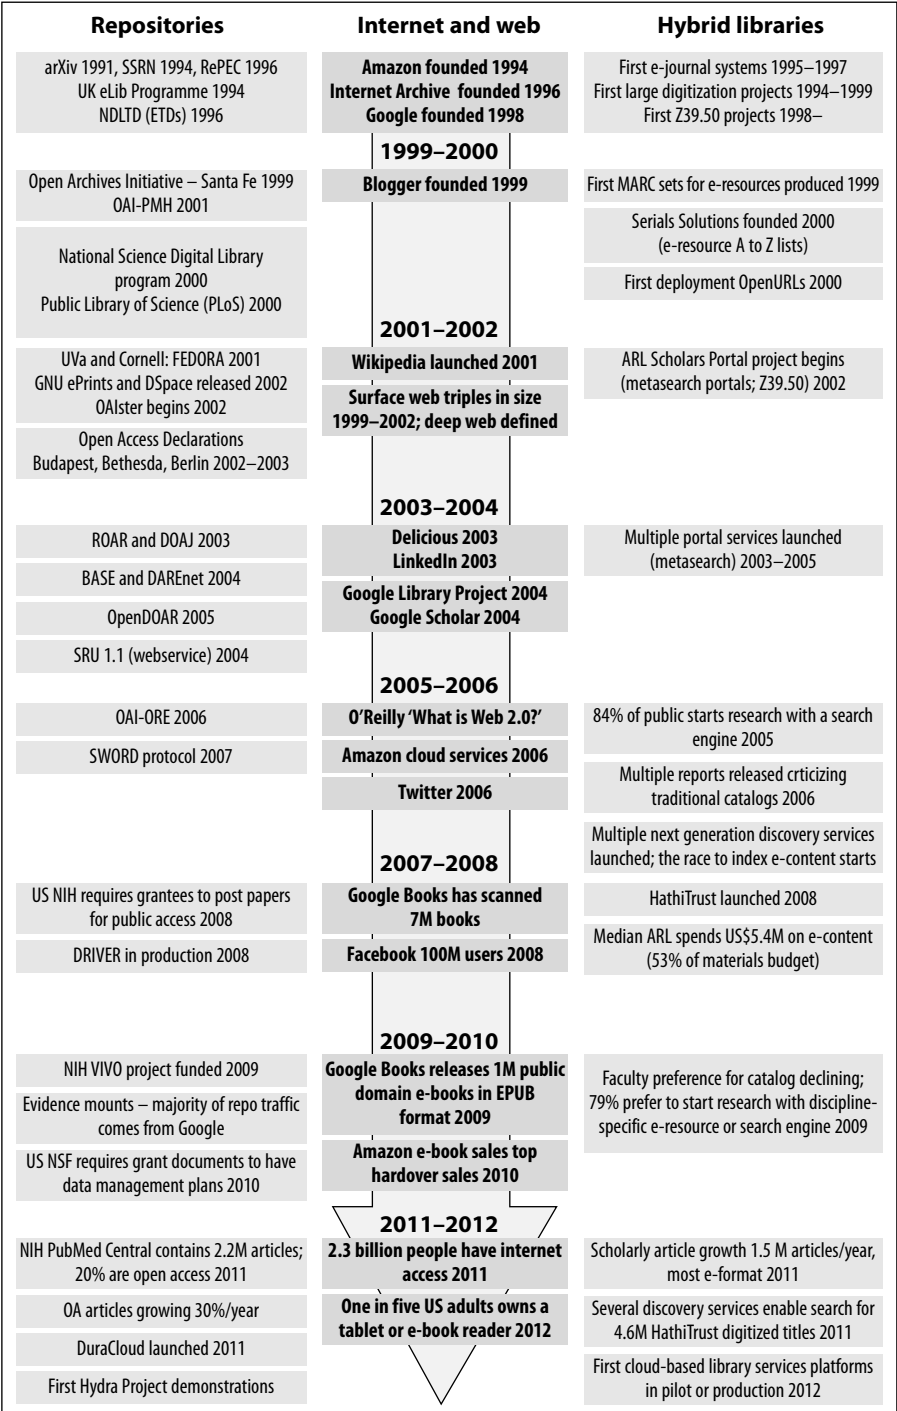 Repositories
Internet and web
Hybrid libraries
arXiv 1991, SSRN 1994, RePEC 1996
UK eLib Programme 1994
NDLTD (ETDs) 1996
Amazon founded 1994
Internet Archive founded 1996
Google founded 1998
First e-journal systems 1995–1997
First large digitization projects 1994–1999
First Z39.50 projects 1998–
1999–2000
Open Archives Initiative – Santa Fe 1999
OAI-PMH 2001
National Science Digital Library
program 2000
Public Library of Science (PLoS) 2000
Blogger founded 1999
First MARC sets for e-resources produced 1999
Serials Solutions founded 2000
(e-resource A to Z lists)
First deployment OpenURLs 2000
2001–2002
UVa and Cornell: FEDORA 2001
GNU ePrints and DSpace released 2002
OAIster begins 2002
Open Access Declarations
Budapest, Bethesda, Berlin 2002–2003
Wikipedia launched 2001
Surface web triples in size
1999–2002; deep web defined
ARL Scholars Portal project begins
(metasearch portals; Z39.50) 2002
2003–2004
ROAR and DOAJ 2003
BASE and DAREnet 2004
OpenDOAR 2005
SRU 1.1 (webservice) 2004
Delicious 2003
LinkedIn 2003
Google Library Project 2004
Google Scholar 2004
Multiple portal services launched
(metasearch) 2003–2005
2005–2006
OAI-ORE 2006
SWORD protocol 2007
O’Reilly ‘What is Web 2.0?’
Amazon cloud services 2006
Twitter 2006
84% of public starts research with a search
engine 2005
Multiple reports released crticizing
traditional catalogs 2006
Multiple next generation discovery services
launched; the race to index e-content starts
2007–2008
US NIH requires grantees to post papers
for public access 2008
DRIVER in production 2008
Google Books has scanned
7M books
Facebook 100M users 2008
HathiTrust launched 2008
Median ARL spends US$5.4M on e-content
(53% of materials budget)
2009–2010
NIH VIVO project funded 2009
Evidence mounts – majority of repo traffic
comes from Google
US NSF requires grant documents to have
data management plans 2010
Google Books releases 1M public
domain e-books in EPUB
format 2009
Amazon e-book sales top
hardover sales 2010
Faculty preference for catalog declining;
79% prefer to start research with discipline-
specific e-resource or search engine 2009
2011–2012
NIH PubMed Central contains 2.2M articles;
20% are open access 2011
OA articles growing 30%/year
DuraCloud launched 2011
First Hydra Project demonstrations
2.3 billion people have internet
access 2011
One in five US adults owns a
tablet or e-book reader 2012
Scholarly article growth 1.5 M articles/year,
most e-format 2011
Several discovery services enable search for
4.6M HathiTrust digitized titles 2011
First cloud-based library services platforms
in pilot or production 2012